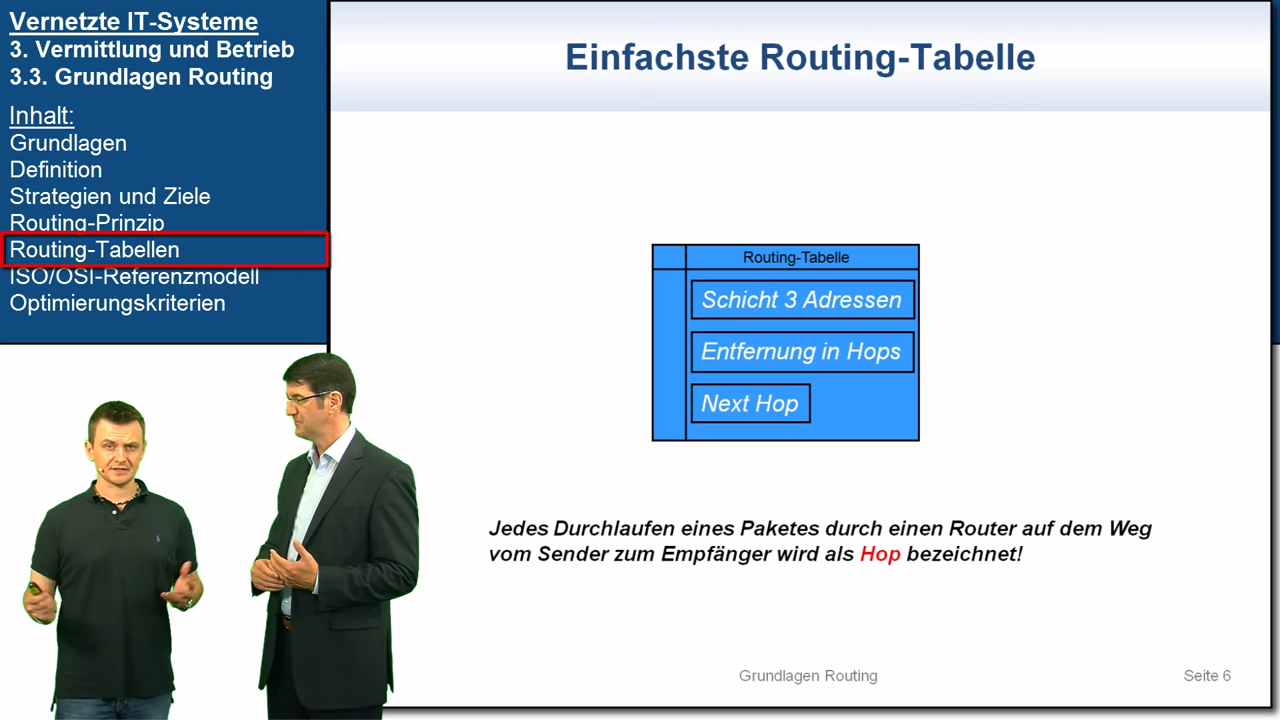 Vernetzte IT-Systeme
3. Vermittlung und Betrieb
3.3. Grundlagen Routing
Inhalt:
Grundlagen
Definition
Strategien und Ziele
Routing-Prinzip
Routing-Tabellen
ISO/OSI-Referenzmodell
Optimierungskriterien
Einfachste Routing-Tabelle
Routing-Tabelle
Schicht 3 Adressen
Entfernung in Hops
Next Hop
Jedes Durchlaufen eines Paketes durch einen Router auf dem Weg
vom Sender zum Empfänger wird als Hop bezeichnet!
Grundlagen Routing
Seite 6